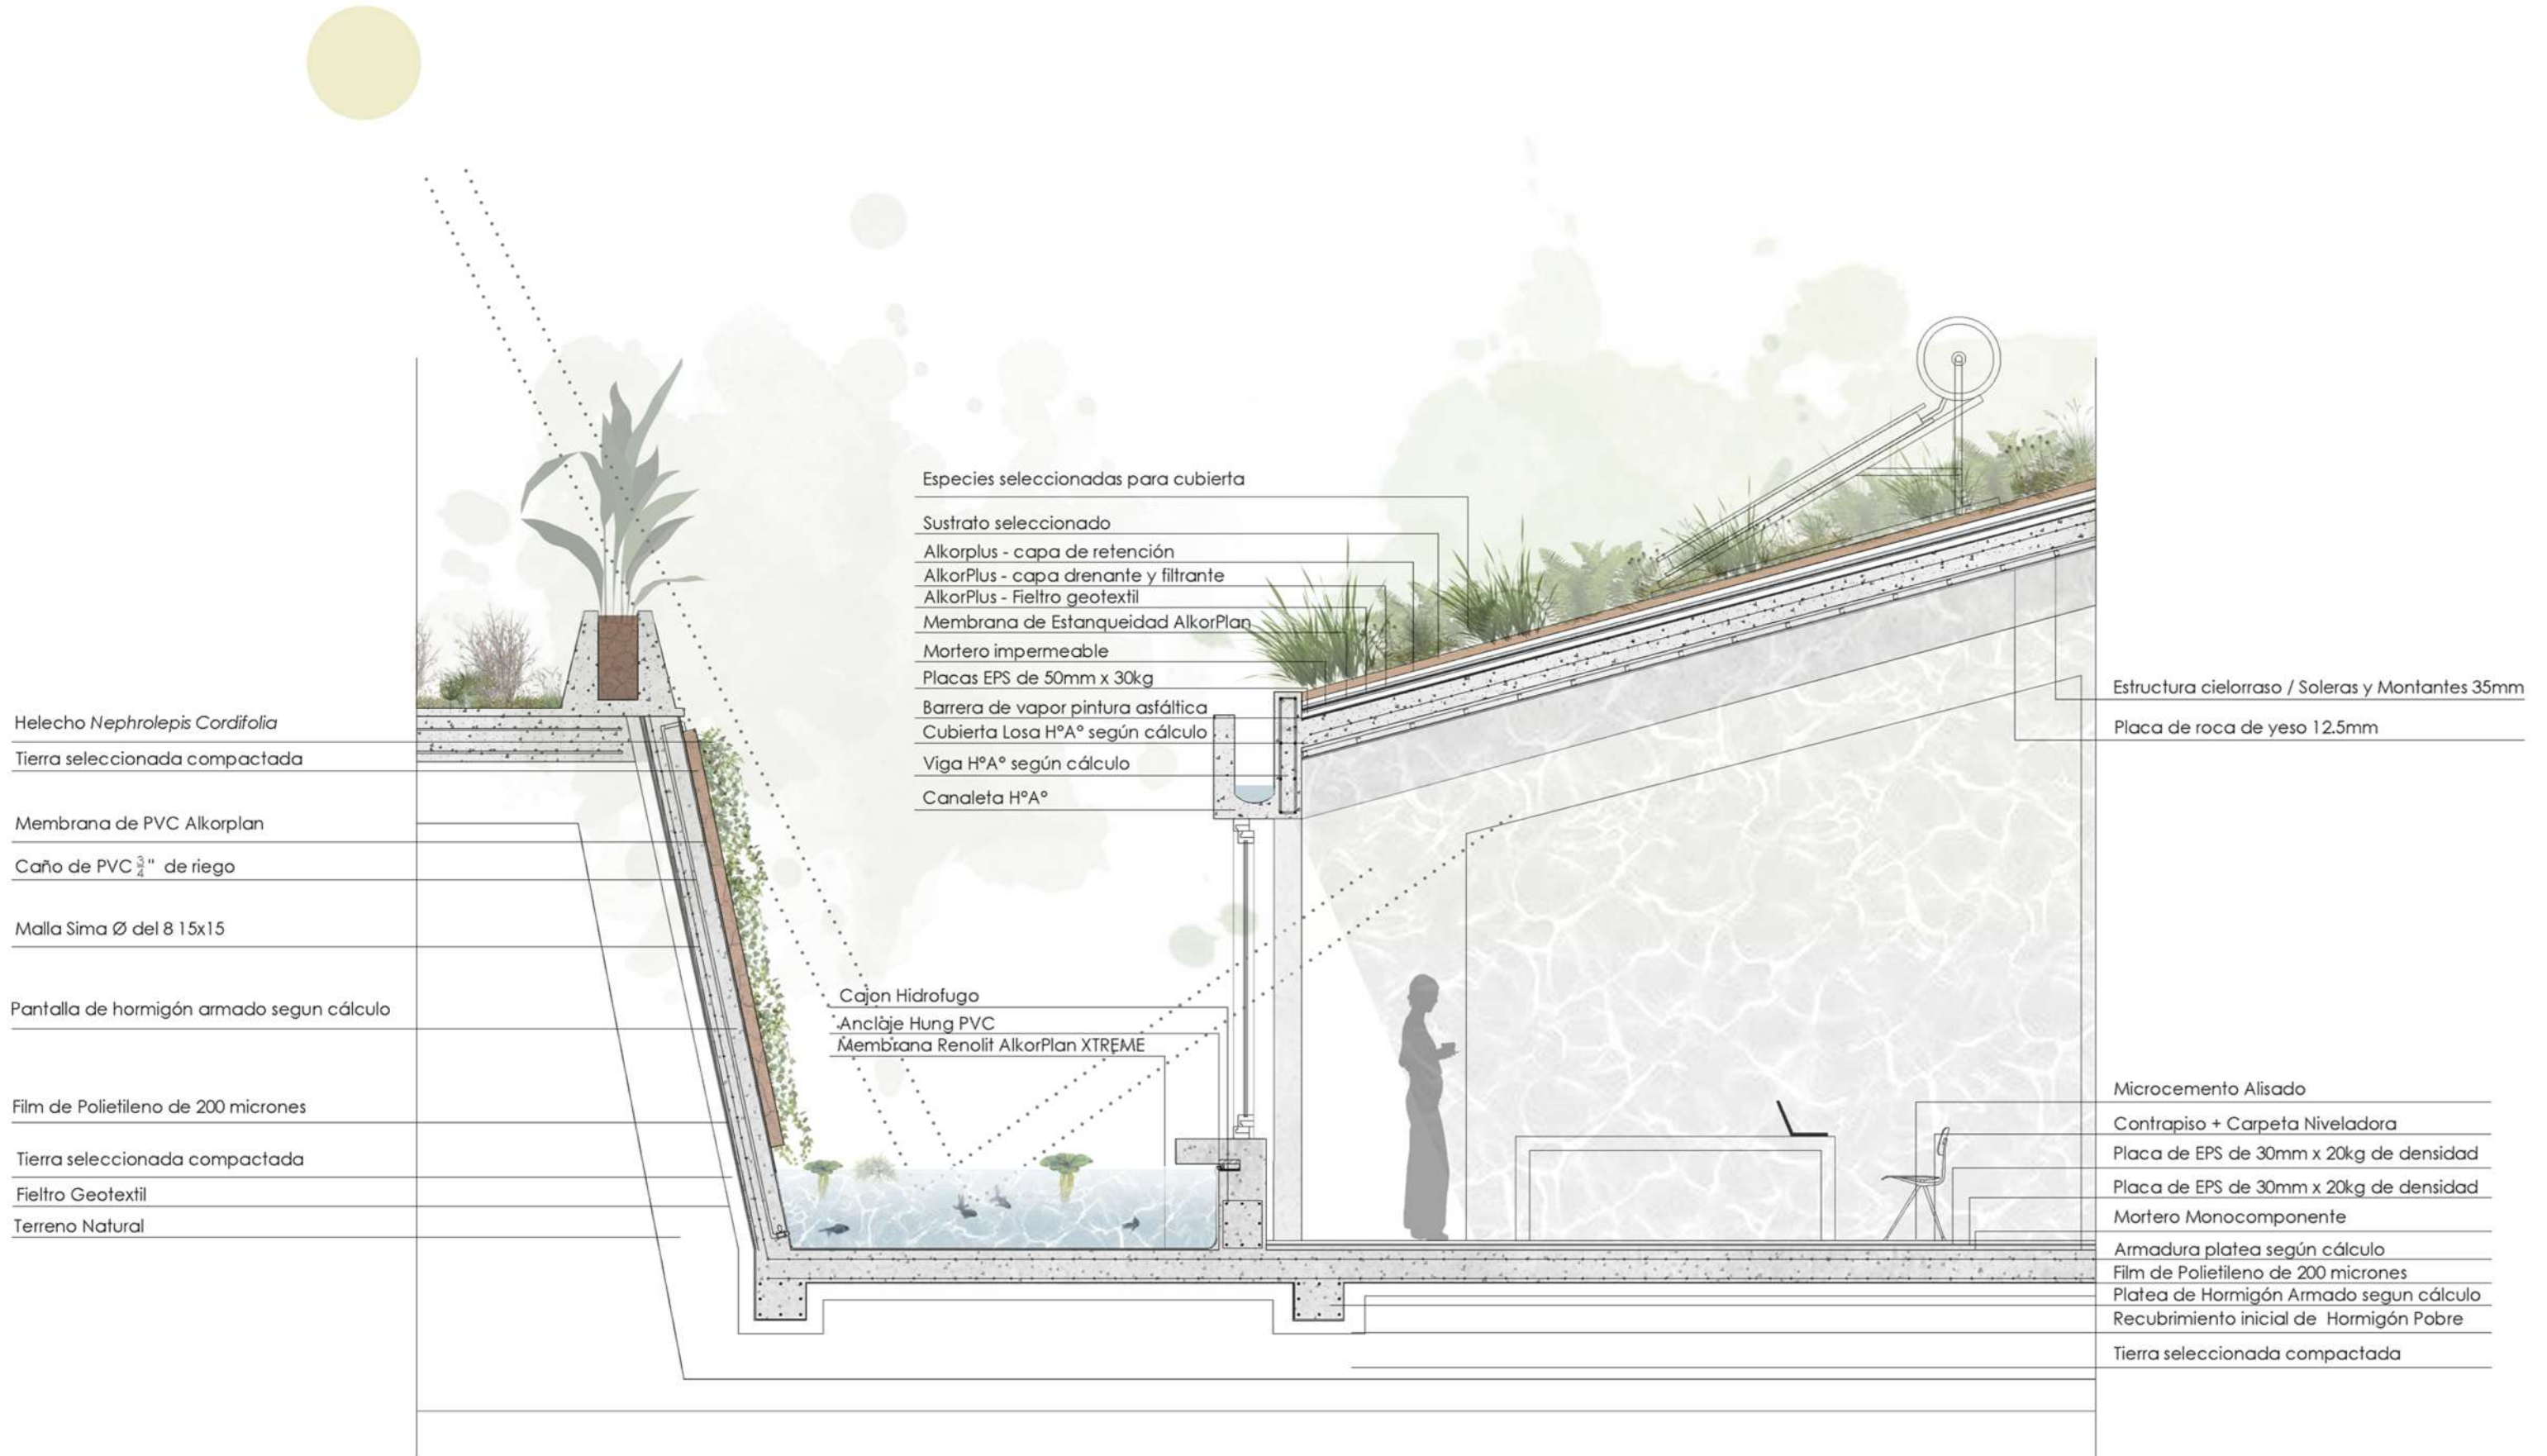 Especies seleccionadas para cubierta
Sustrato seleccionado
Alkorplus - capa de retención
AlkorPlus - capa drenante y filtrante
AlkorPlus - Fieltro geotextil
Membrana de Estanqueidad AlkorPlan
Mortero impermeable
Placas EPS de 50mm x 30kg
Barrera de vapor pintura asfáltica
Cubierta Losa HºAº según cálculo
Viga HºAº según cálculo
Canaleta HºAº
Helecho Nephrolepis Cordifolia
Tierra seleccionada compactada
Membrana de PVC Alkorplan
Caño de PVC ¾" de riego
Malla Sima Ø del 8 15x15
Pantalla de hormigón armado segun cálculo
Film de Polietileno de 200 micrones
Tierra seleccionada compactada
Fieltro Geotextil
Terreno Natural
Cajon Hidrofugo
Anclaje Hung PVC
Membrana Renolit AlkorPlan XTREME
Estructura cielorraso / Soleras y Montantes 35mm
Placa de roca de yeso 12.5mm
Microcemento Alisado
Contrapiso + Carpeta Niveladora
Placa de EPS de 30mm x 20kg de densidad
Placa de EPS de 30mm x 20kg de densidad
Mortero Monocomponente
Armadura platea según cálculo
Film de Polietileno de 200 micrones
Platea de Hormigón Armado segun cálculo
Recubrimiento inicial de Hormigón Pobre
Tierra seleccionada compactada